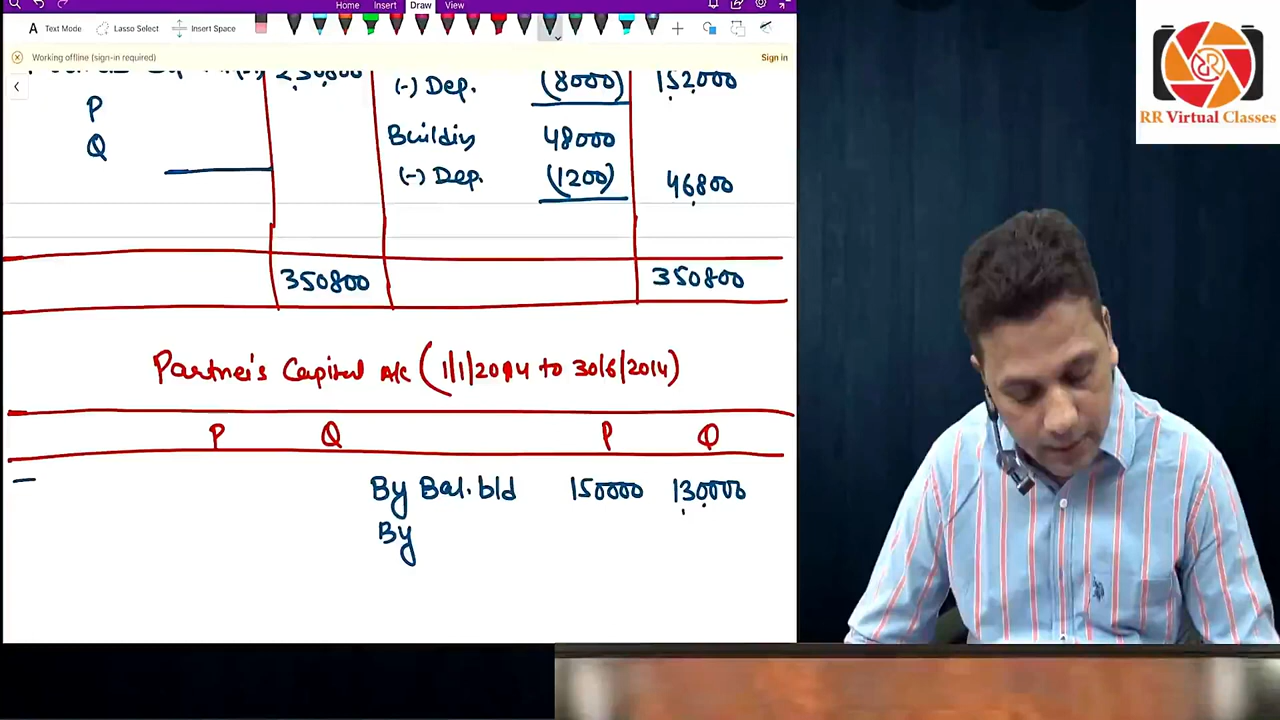 Home Insert Draw View
Text Mode Lasso Select Insert Space
Working offline (sign-in required) Sign in
(-) Dep. (8000) 152000
P
Building 48000
Q
(-) Dep. (1200) 46800
350800 350800
Partner's Capital A/c (1/1/2014 to 30/6/2014)
P Q P Q
By Bal. b/d 150000 130000
By
RR Virtual Classes